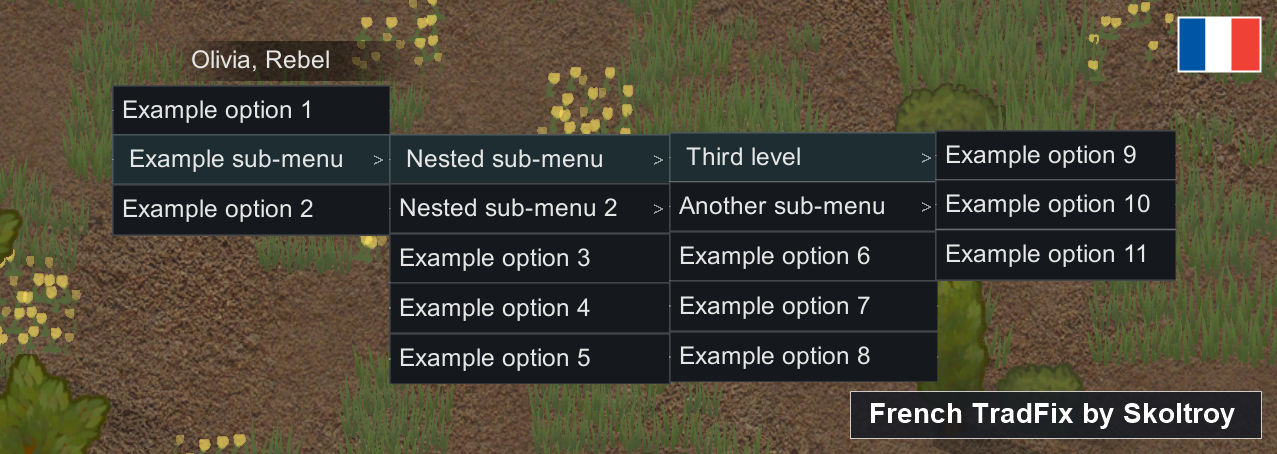 Olivia, Rebel
Example option 1
Example sub-menu >
Example option 2
Nested sub-menu >
Nested sub-menu 2 >
Example option 3
Example option 4
Example option 5
Third level >
Another sub-menu >
Example option 6
Example option 7
Example option 8
Example option 9
Example option 10
Example option 11
French TradFix by Skoltroy